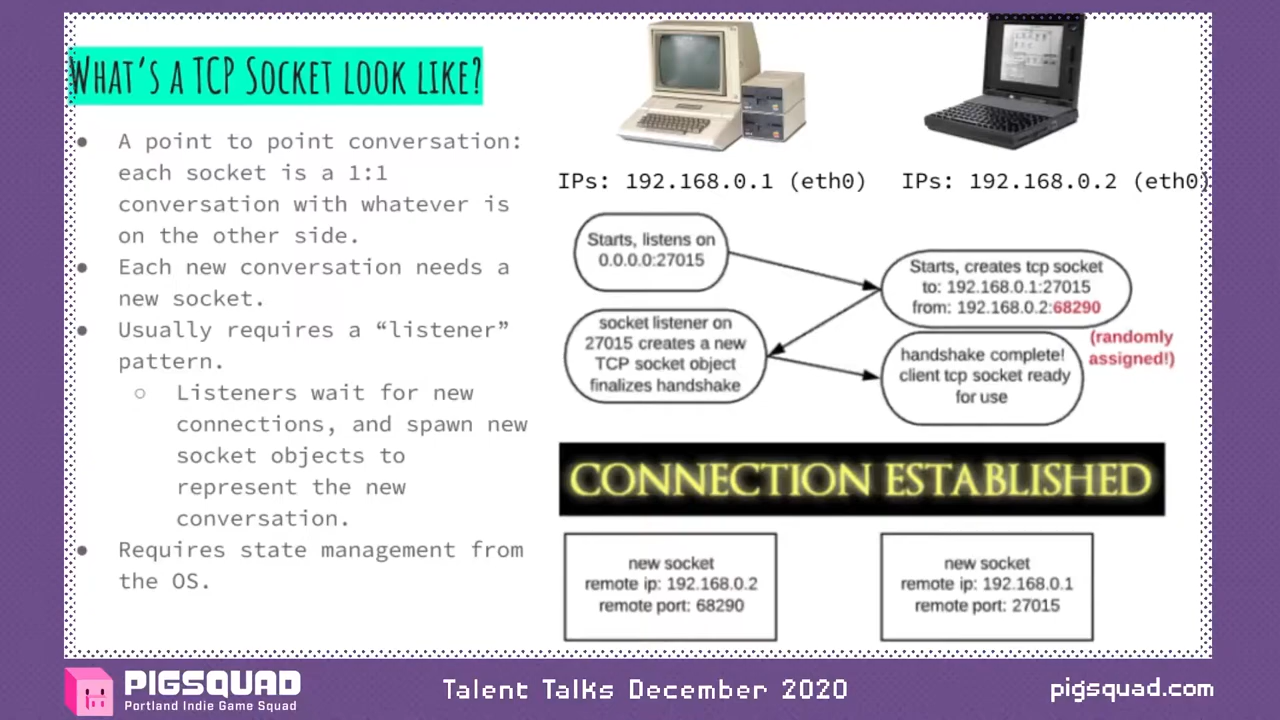 What's a TCP Socket look like?
● A point to point conversation:
each socket is a 1:1
conversation with whatever is
on the other side.
● Each new conversation needs a
new socket.
● Usually requires a “listener”
pattern.
○ Listeners wait for new
connections, and spawn new
socket objects to
represent the new
conversation.
● Requires state management from
the OS.
IPs: 192.168.0.1 (eth0)
IPs: 192.168.0.2 (eth0)
Starts, listens on
0.0.0.0:27015
Starts, creates tcp socket
to: 192.168.0.1:27015
from: 192.168.0.2:68290
(randomly
assigned!)
socket listener on
27015 creates a new
TCP socket object
finalizes handshake
handshake complete!
client tcp socket ready
for use
CONNECTION ESTABLISHED
new socket
remote ip: 192.168.0.2
remote port: 68290
new socket
remote ip: 192.168.0.1
remote port: 27015
PIGSQUAD
Portland Indie Game Squad
Talent Talks December 2020
pigsquad.com